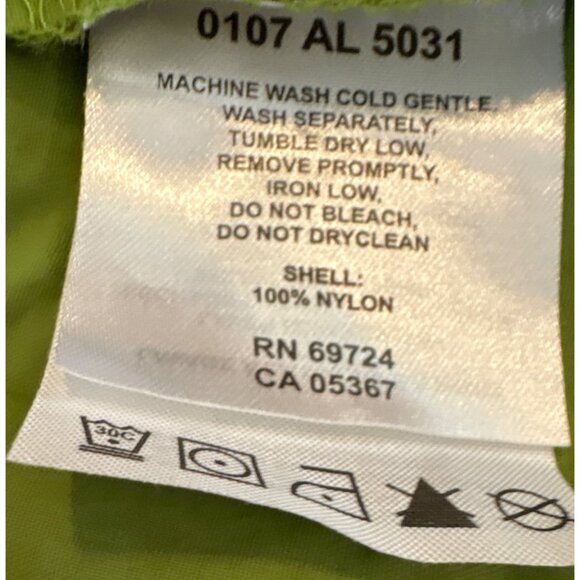 0107 AL 5031
MACHINE WASH COLD GENTLE.
WASH SEPARATELY,
TUMBLE DRY LOW,
REMOVE PROMPTLY,
IRON LOW,
DO NOT BLEACH,
DO NOT DRYCLEAN
SHELL:
100% NYLON
RN 69724
CA 05367
30C